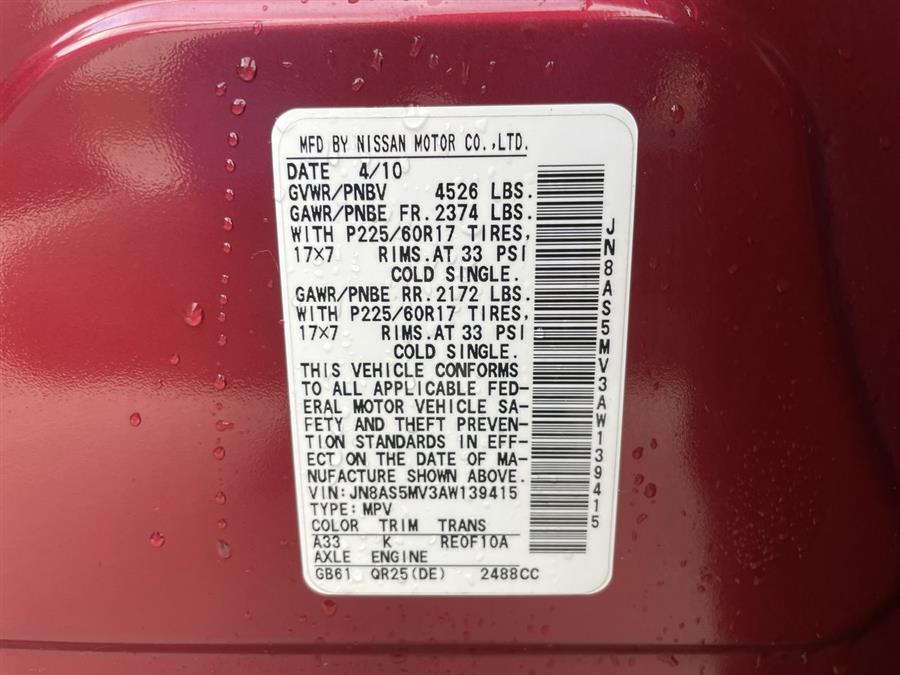 MFD BY NISSAN MOTOR CO.,LTD.
DATE 4/10
GVWR/PNBV 4526 LBS.
GAWR/PNBE FR. 2374 LBS.
WITH P225/60R17 TIRES,
17×7 RIMS.AT 33 PSI
COLD SINGLE.
GAWR/PNBE RR. 2172 LBS.
WITH P225/60R17 TIRES,
17×7 RIMS.AT 33 PSI
COLD SINGLE.
THIS VEHICLE CONFORMS
TO ALL APPLICABLE FED-
ERAL MOTOR VEHICLE SA-
FETY AND THEFT PREVEN-
TION STANDARDS IN EFF-
ECT ON THE DATE OF MA-
NUFACTURE SHOWN ABOVE.
VIN:JN8AS5MV3AW139415
TYPE: MPV
COLOR TRIM TRANS
A33 K RE0F10A
AXLE ENGINE
GB61 QR25(DE) 2488CC
JN8AS5MV3AW139415